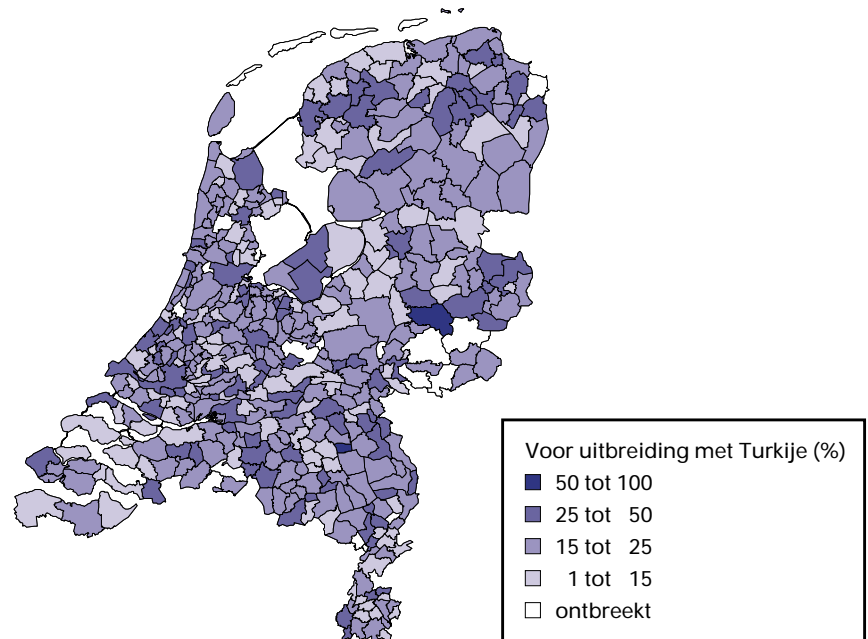 Voor uitbreiding met Turkije (%)
50 tot 100
25 tot 50
15 tot 25
1 tot 15
ontbreekt